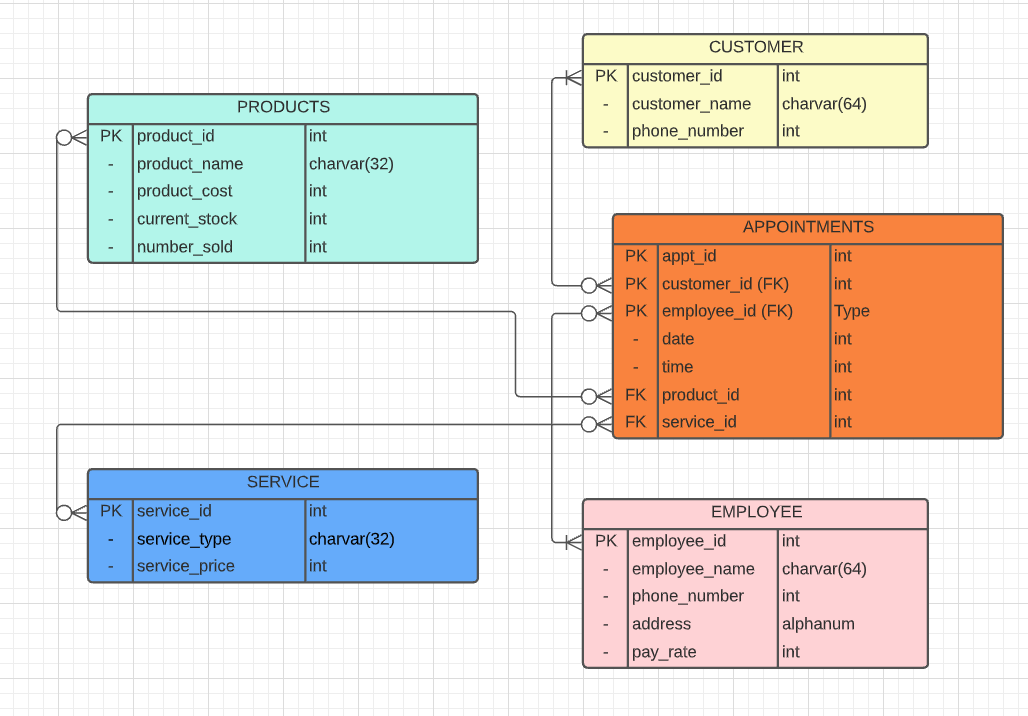 CUSTOMER
PK customer_id int
- customer_name charvar(64)
- phone_number int
PRODUCTS
PK product_id int
- product_name charvar(32)
- product_cost int
- current_stock int
- number_sold int
APPOINTMENTS
PK appt_id int
PK customer_id (FK) int
PK employee_id (FK) Type
- date int
- time int
FK product_id int
FK service_id int
SERVICE
PK service_id int
- service_type charvar(32)
- service_price int
EMPLOYEE
PK employee_id int
- employee_name charvar(64)
- phone_number int
- address alphanum
- pay_rate int